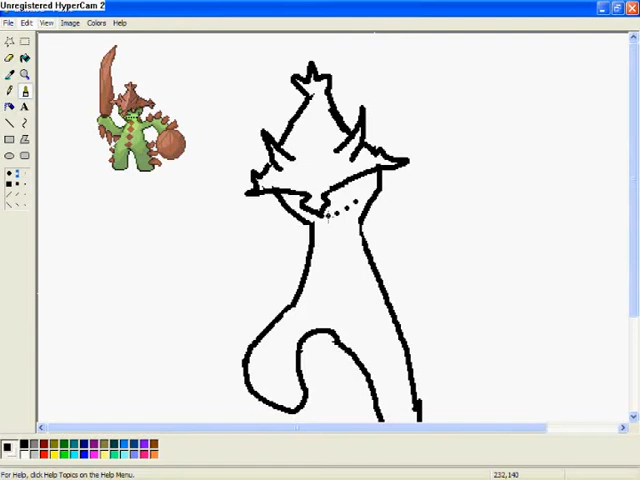 Unregistered HyperCam 2
File Edit View Image Colors Help
A
For Help, click Help Topics on the Help Menu.
232,140